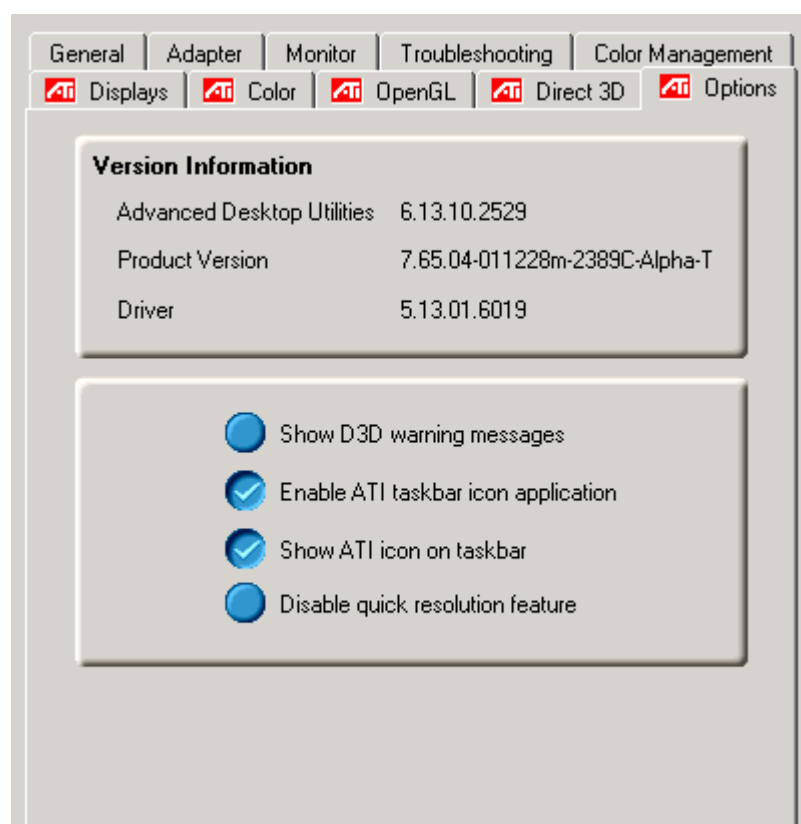 General Adapter Monitor Troubleshooting Color Management
ATI Displays ATI Color ATI OpenGL ATI Direct 3D ATI Options
Version Information
Advanced Desktop Utilities 6.13.10.2529
Product Version 7.65.04-011228m-2389C-Alpha-T
Driver 5.13.01.6019
Show D3D warning messages
Enable ATI taskbar icon application
Show ATI icon on taskbar
Disable quick resolution feature